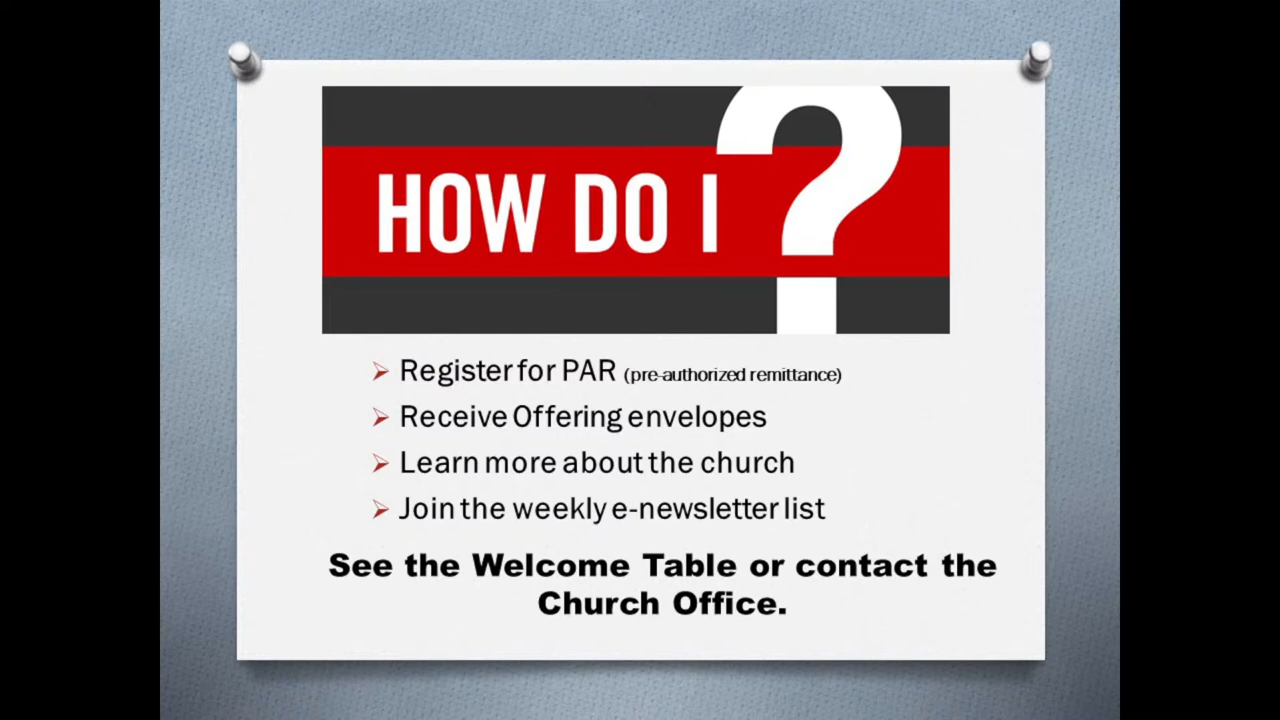 HOW DO I ?
Register for PAR (pre-authorized remittance)
Receive Offering envelopes
Learn more about the church
Join the weekly e-newsletter list
See the Welcome Table or contact the
Church Office.